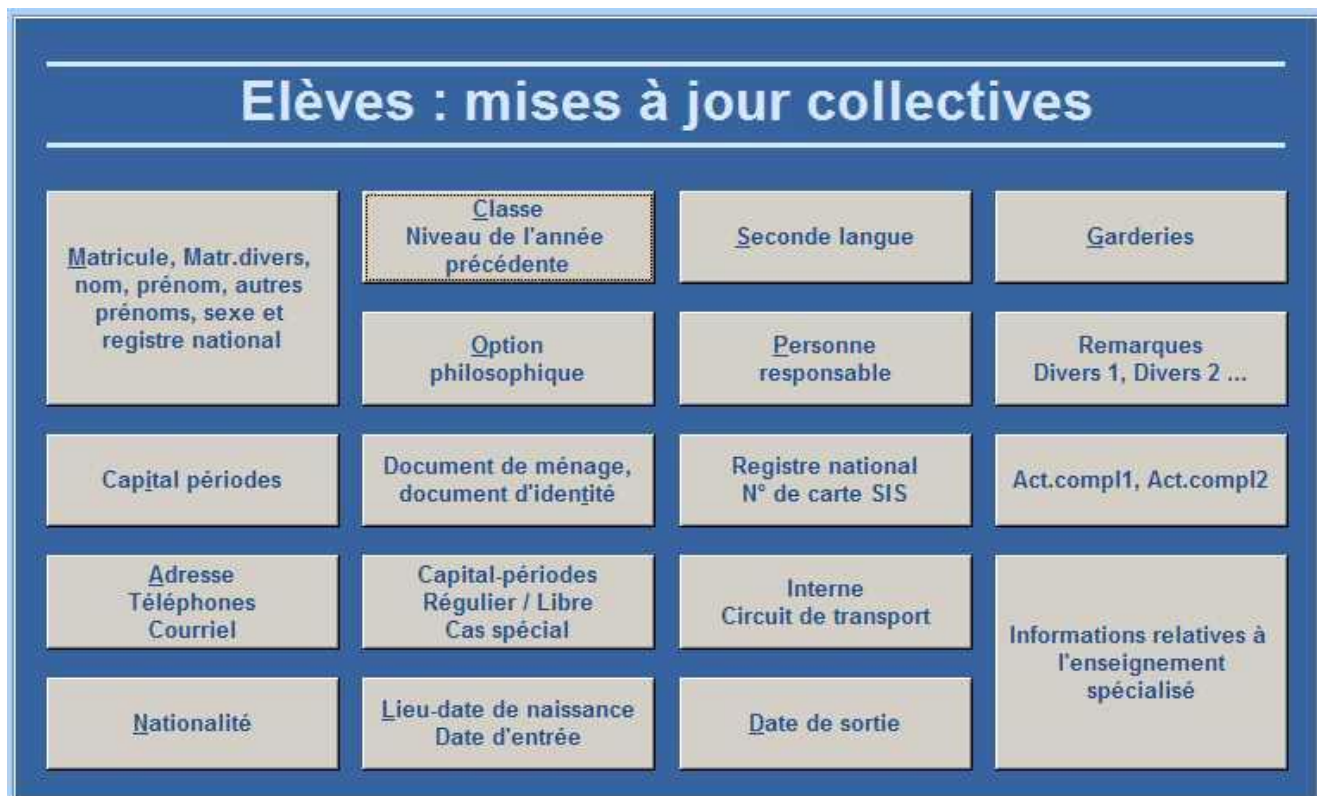 Elèves : mises à jour collectives
Matricule, Matr.divers,
nom, prénom, autres
prénoms, sexe et
registre national
Classe
Niveau de l'année
précédente
Seconde langue
Garderies
Option
philosophique
Personne
responsable
Remarques
Divers 1, Divers 2 ...
Capital périodes
Document de ménage,
document d'identité
Registre national
N° de carte SIS
Act.compl1, Act.compl2
Adresse
Téléphones
Courriel
Capital-périodes
Régulier / Libre
Cas spécial
Interne
Circuit de transport
Informations relatives à
l'enseignement
spécialisé
Nationalité
Lieu-date de naissance
Date d'entrée
Date de sortie